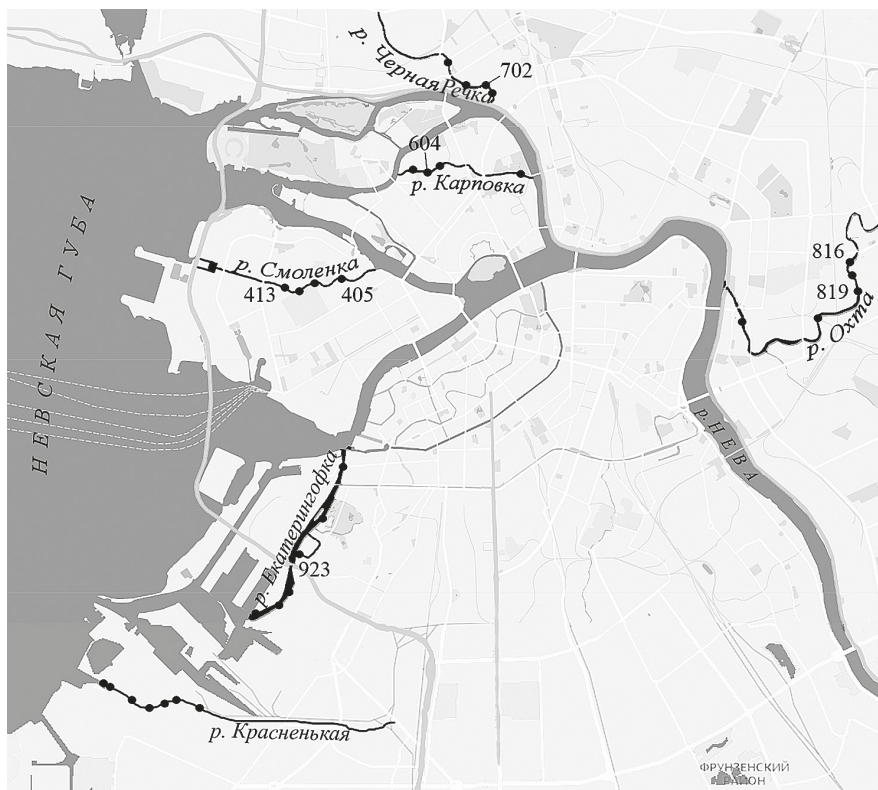 р. Черная Речка
702
604
р. Карповка
НЕВСКАЯ ГУБА
р. Смоленка
413
405
816
819
р. Охта
р. НЕВА
р. Екатерингофка
923
р. Красненькая
ФРУНЗЕНСКИЙ
РАЙОН